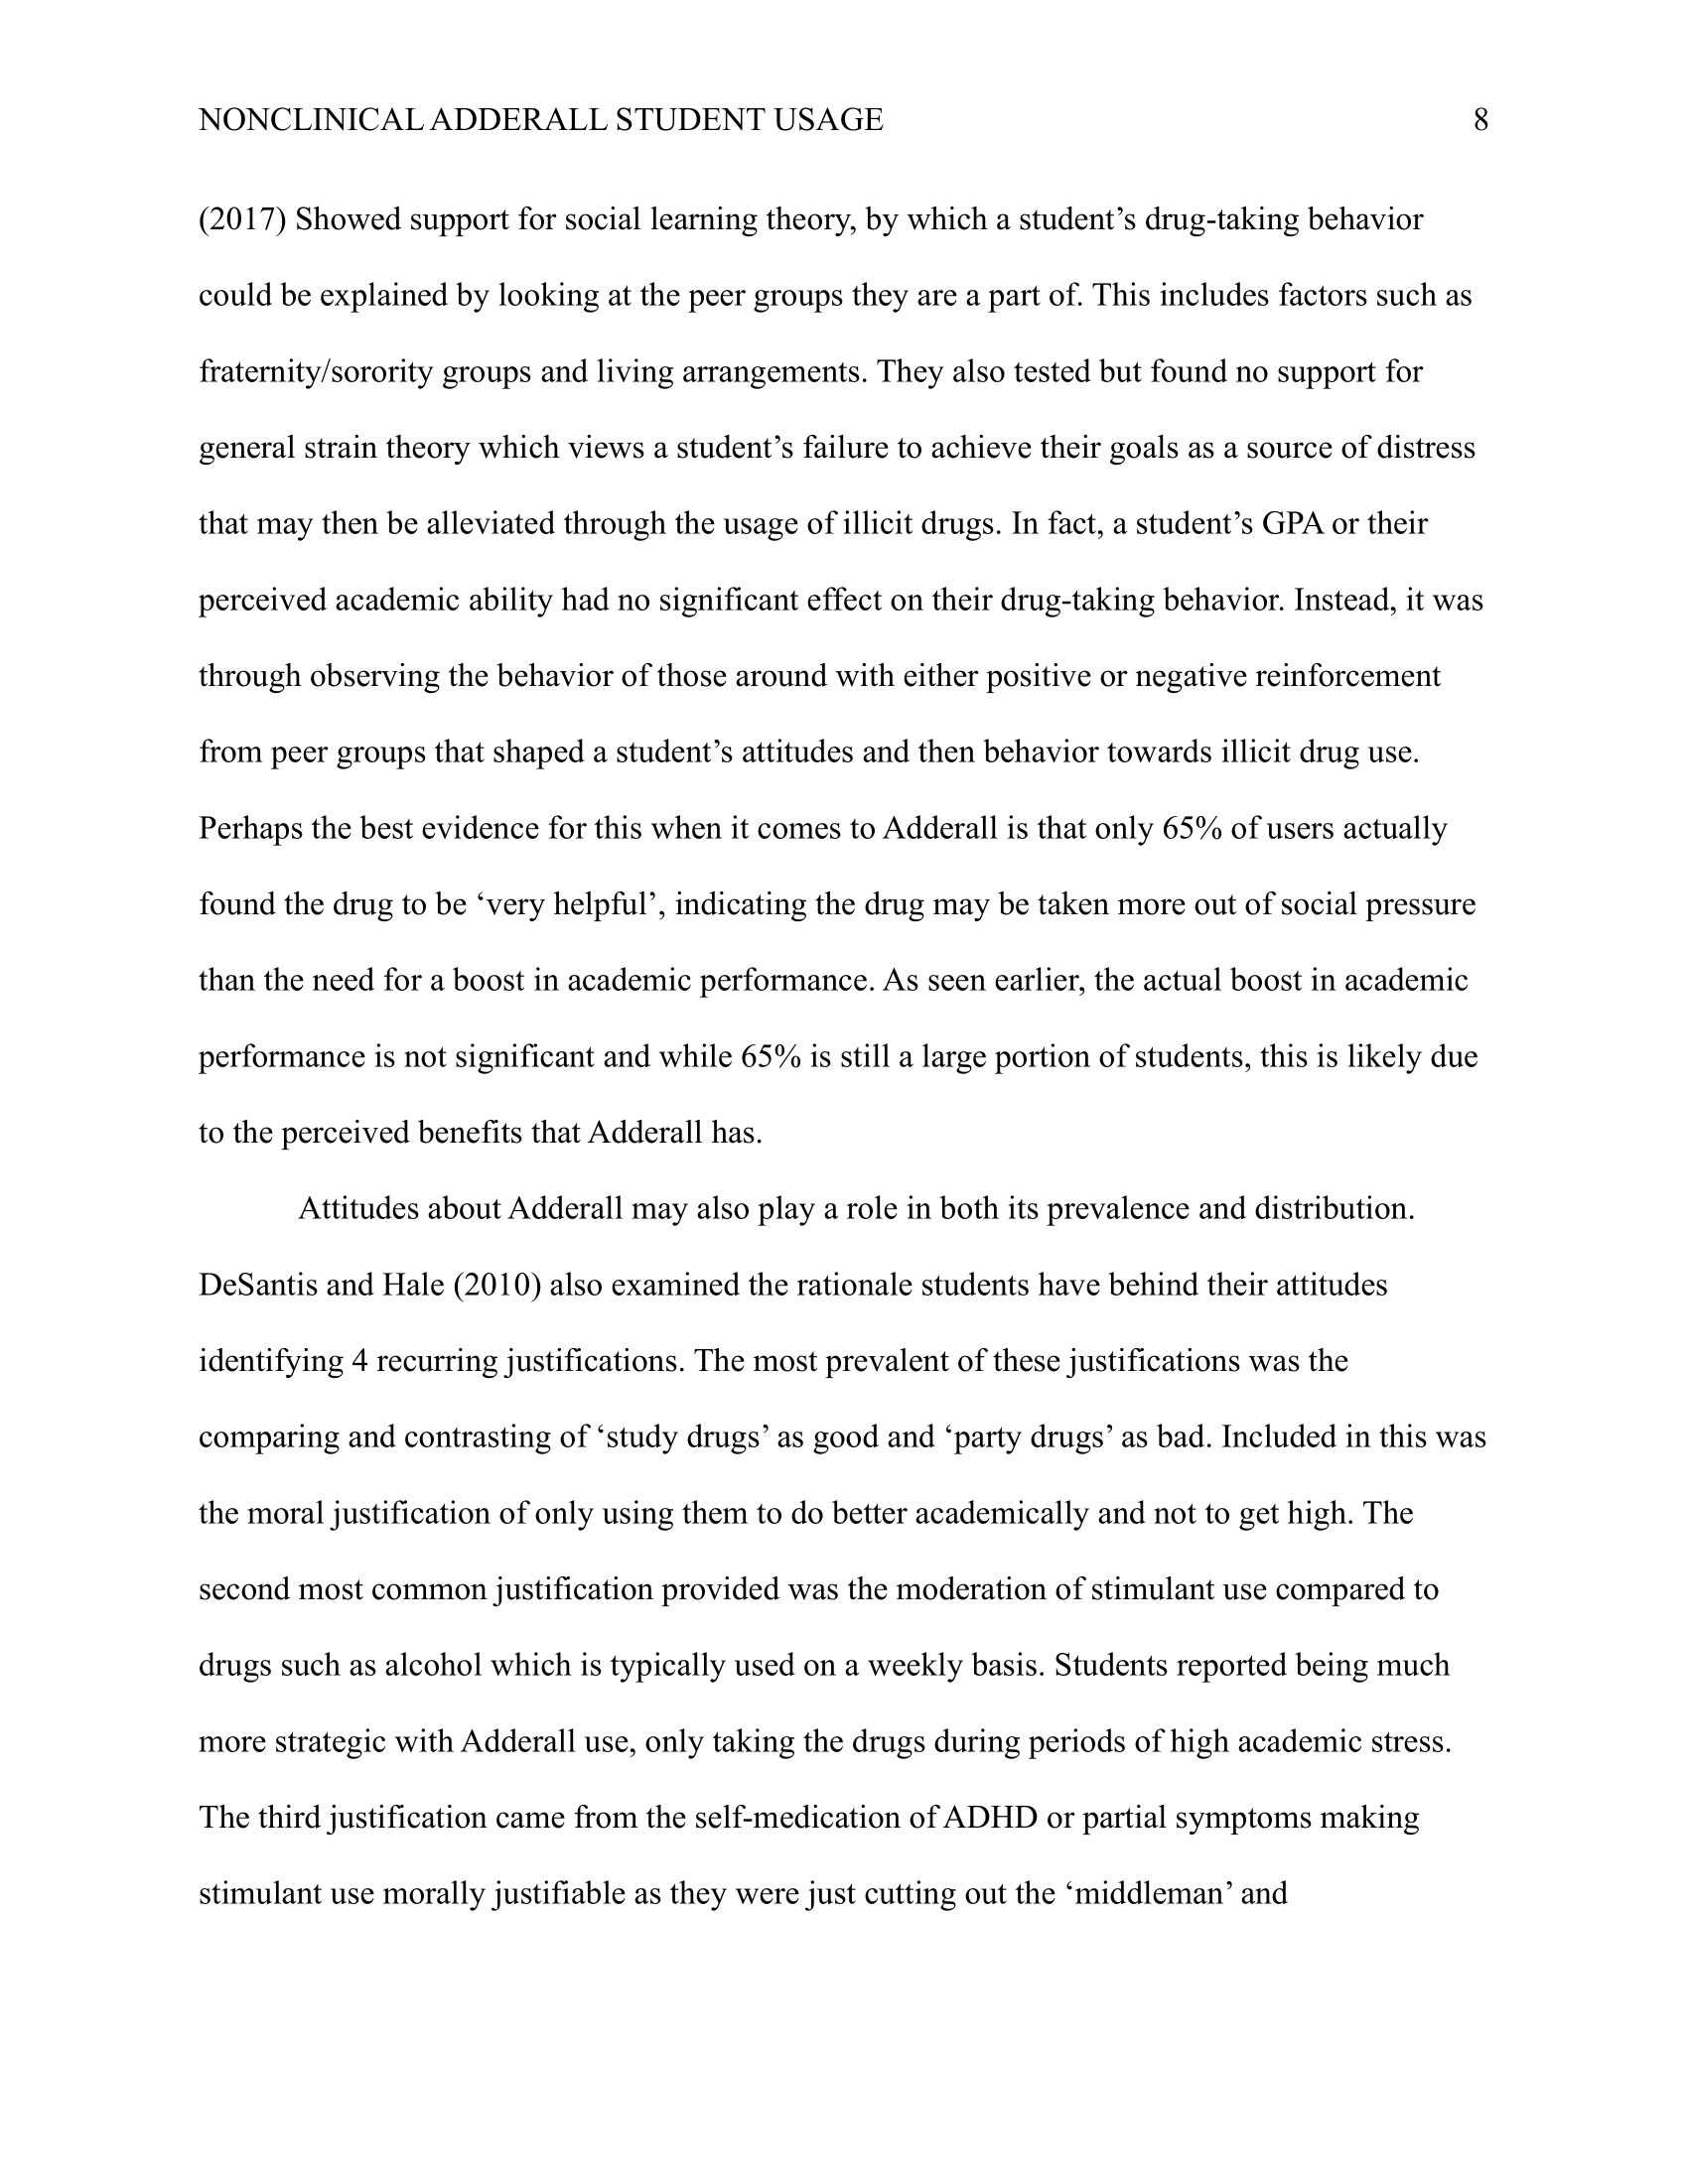 NONCLINICAL ADDERALL STUDENT USAGE 8
(2017) Showed support for social learning theory, by which a student’s drug-taking behavior
could be explained by looking at the peer groups they are a part of. This includes factors such as
fraternity/sorority groups and living arrangements. They also tested but found no support for
general strain theory which views a student’s failure to achieve their goals as a source of distress
that may then be alleviated through the usage of illicit drugs. In fact, a student’s GPA or their
perceived academic ability had no significant effect on their drug-taking behavior. Instead, it was
through observing the behavior of those around with either positive or negative reinforcement
from peer groups that shaped a student’s attitudes and then behavior towards illicit drug use.
Perhaps the best evidence for this when it comes to Adderall is that only 65% of users actually
found the drug to be ‘very helpful’, indicating the drug may be taken more out of social pressure
than the need for a boost in academic performance. As seen earlier, the actual boost in academic
performance is not significant and while 65% is still a large portion of students, this is likely due
to the perceived benefits that Adderall has.
Attitudes about Adderall may also play a role in both its prevalence and distribution.
DeSantis and Hale (2010) also examined the rationale students have behind their attitudes
identifying 4 recurring justifications. The most prevalent of these justifications was the
comparing and contrasting of ‘study drugs’ as good and ‘party drugs’ as bad. Included in this was
the moral justification of only using them to do better academically and not to get high. The
second most common justification provided was the moderation of stimulant use compared to
drugs such as alcohol which is typically used on a weekly basis. Students reported being much
more strategic with Adderall use, only taking the drugs during periods of high academic stress.
The third justification came from the self-medication of ADHD or partial symptoms making
stimulant use morally justifiable as they were just cutting out the ‘middleman’ and